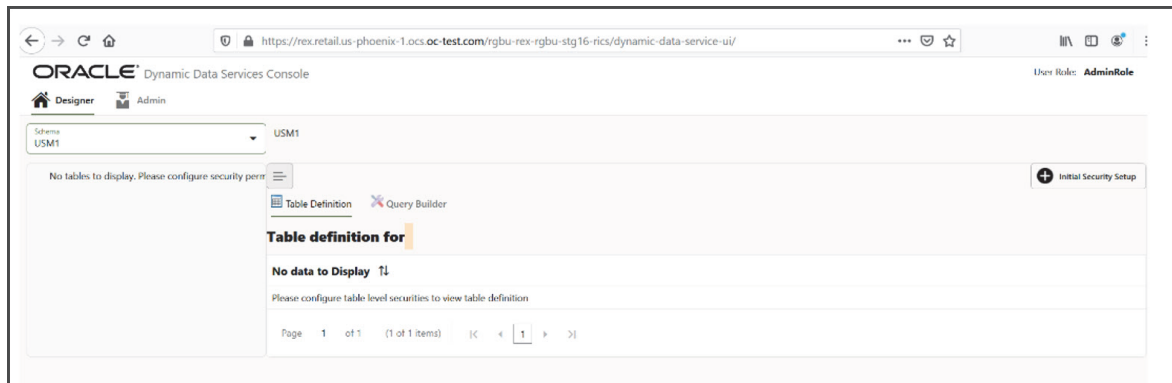 https://rex.retail.us-phoenix-1.ocs.oc-test.com/rgbu-rex-rgbu-stg16-rics/dynamic-data-service-ui/
ORACLE Dynamic Data Services Console
User Role: AdminRole
Designer Admin
Schema
USM1
USM1
No tables to display. Please configure security perm
Initial Security Setup
Table Definition Query Builder
Table definition for
No data to Display
Please configure table level securities to view table definition
Page 1 of 1 (1 of 1 items) 1